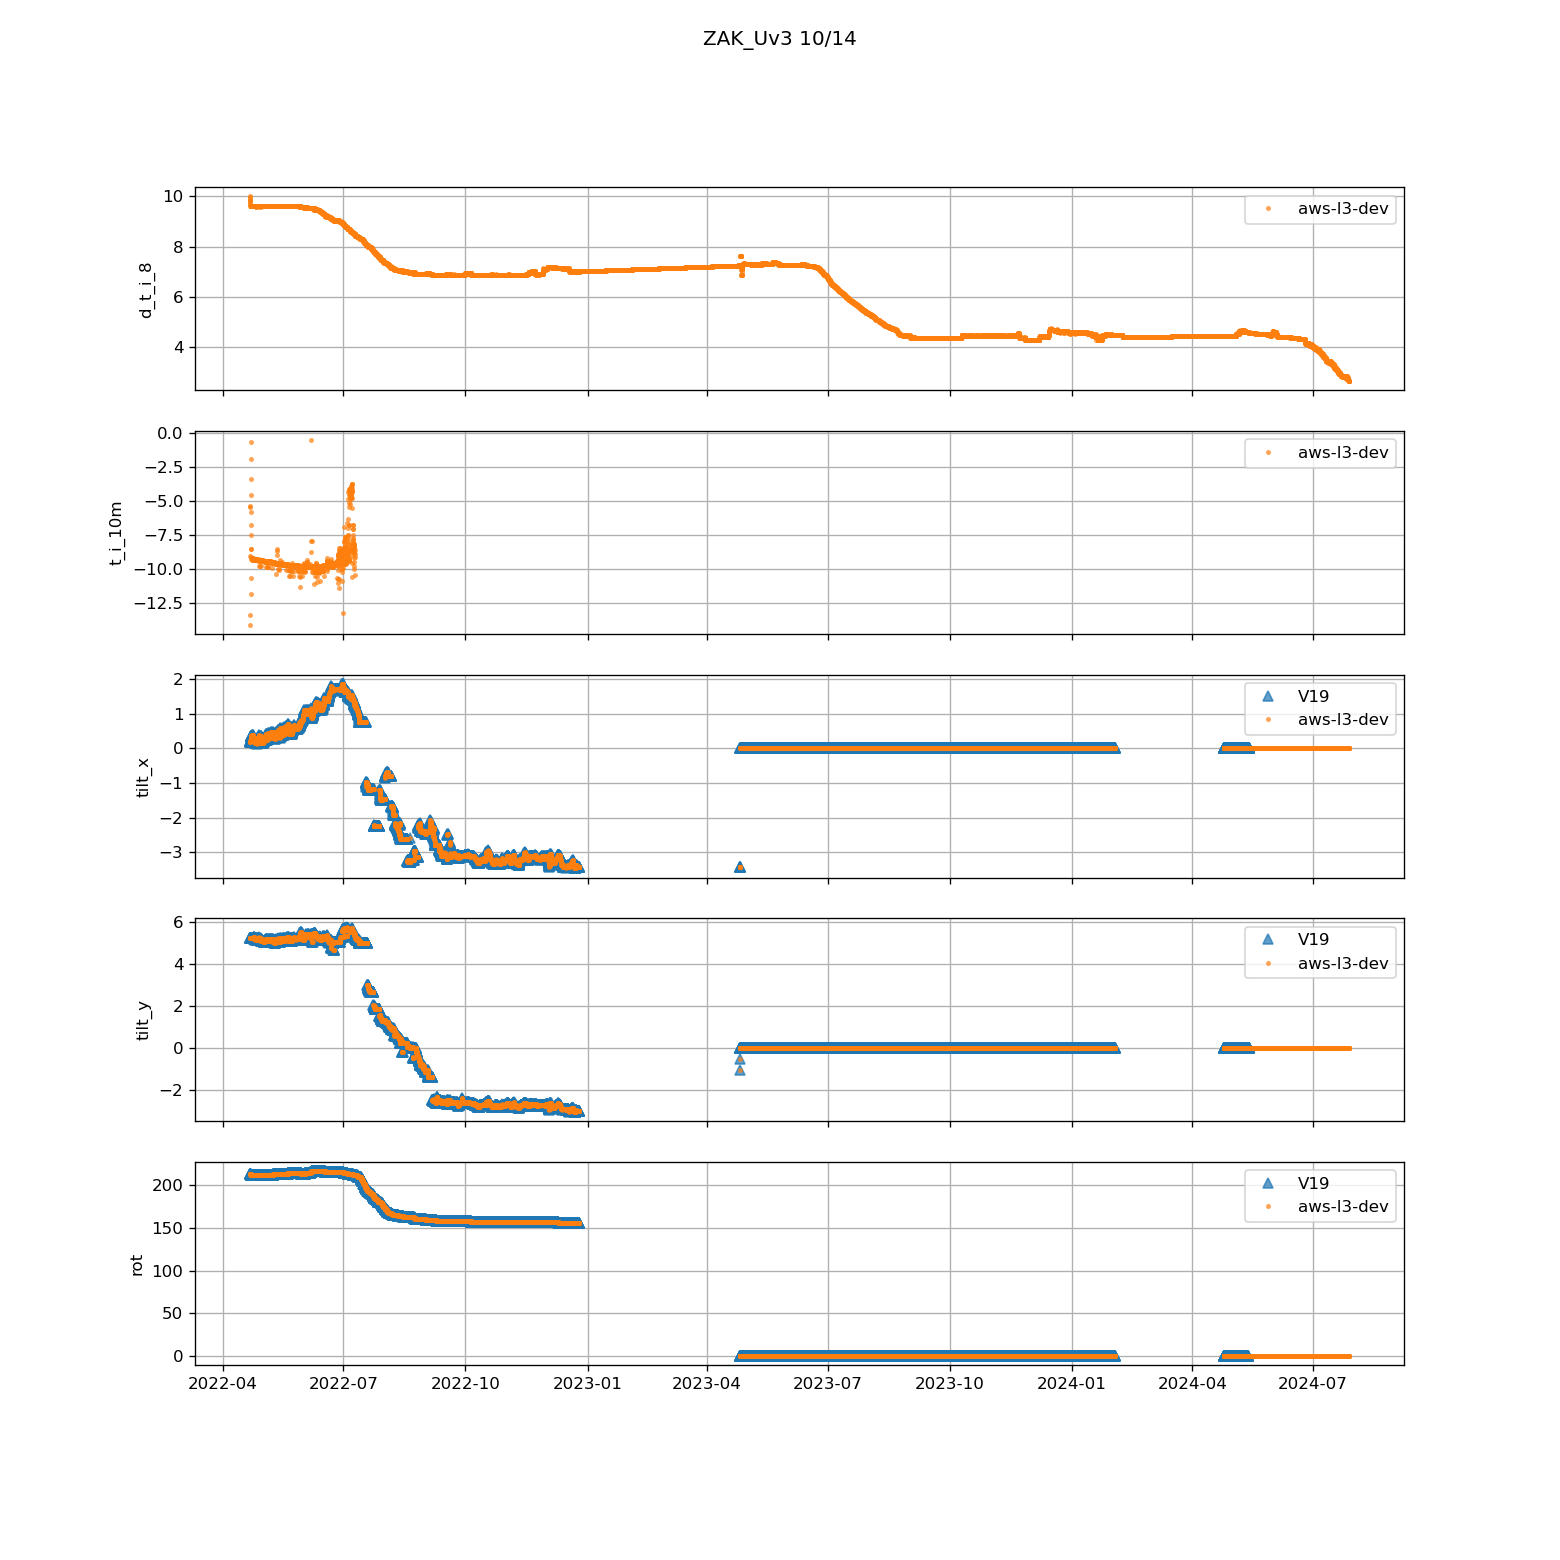 ZAK_Uv3 10/14
10
8
6
4
d_t_i_8
aws-l3-dev
0.0
−2.5
−5.0
−7.5
−10.0
−12.5
t_i_10m
aws-l3-dev
2
1
0
−1
−2
−3
tilt_x
V19
aws-l3-dev
6
4
2
0
−2
tilt_y
V19
aws-l3-dev
200
150
100
50
0
rot
V19
aws-l3-dev
2022-04 2022-07 2022-10 2023-01 2023-04 2023-07 2023-10 2024-01 2024-04 2024-07